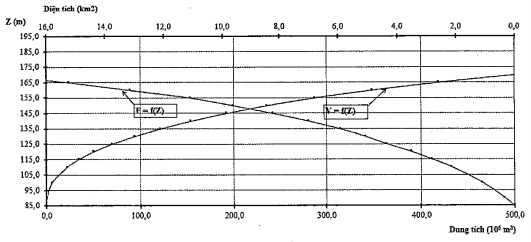 Diện tích (km2)
Z (m)
16,0 14,0 12,0 10,0 8,0 6,0 4,0 2,0 0,0
195,0
185,0
175,0
165,0
155,0
145,0
135,0
125,0
115,0
105,0
95,0
85,0
F = f(Z)
V = f(Z)
0,0 100,0 200,0 300,0 400,0 500,0
Dung tích (10⁶ m³)